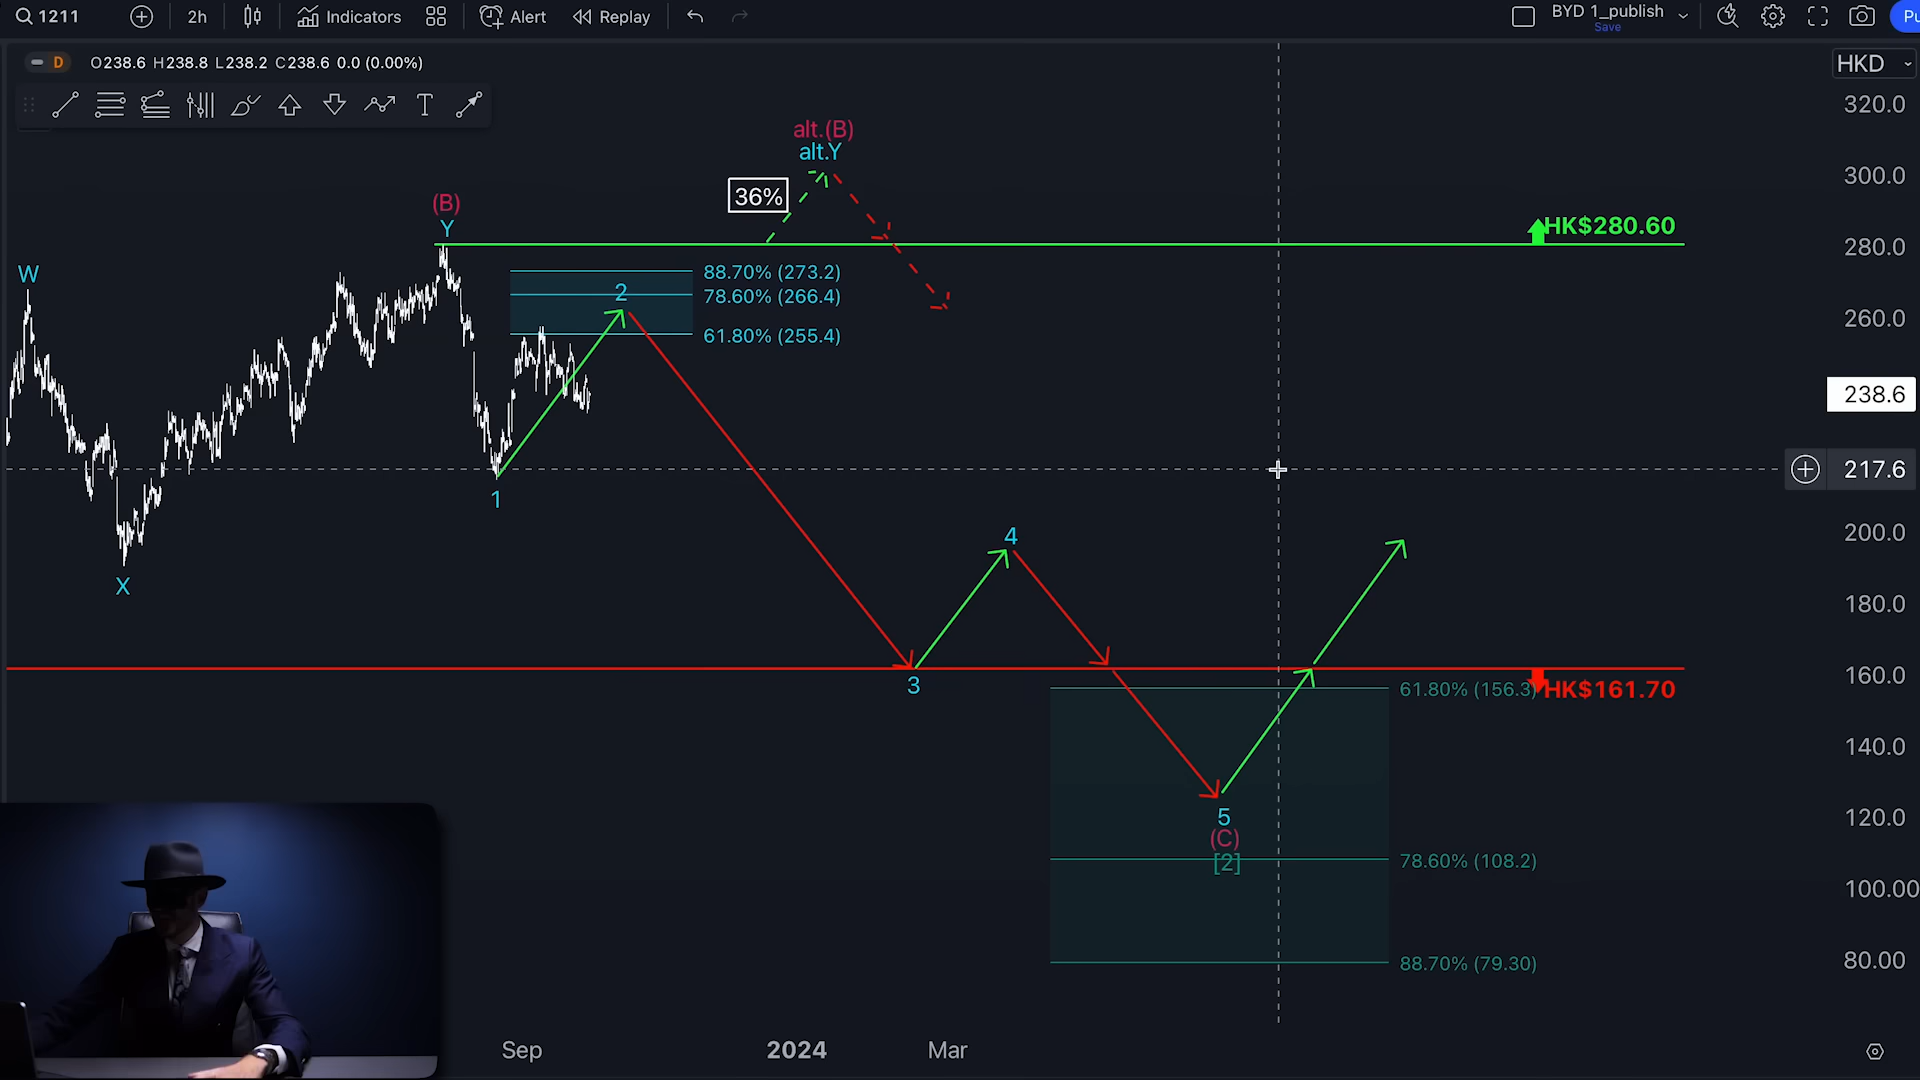 1211
2h
Indicators
Alert
Replay
BYD 1_publish
Save
Pu
D
O238.6 H238.8 L238.2 C238.6 0.0 (0.00%)
HKD
320.0
alt.(B)
alt.Y
300.0
36%
(B)
Y
HK$280.60
280.0
W
88.70% (273.2)
2
78.60% (266.4)
260.0
61.80% (255.4)
238.6
217.6
1
200.0
4
X
180.0
160.0
3
61.80% (156.3)
HK$161.70
140.0
120.0
5
(C)
[2]
78.60% (108.2)
100.00
80.00
88.70% (79.30)
Sep
2024
Mar